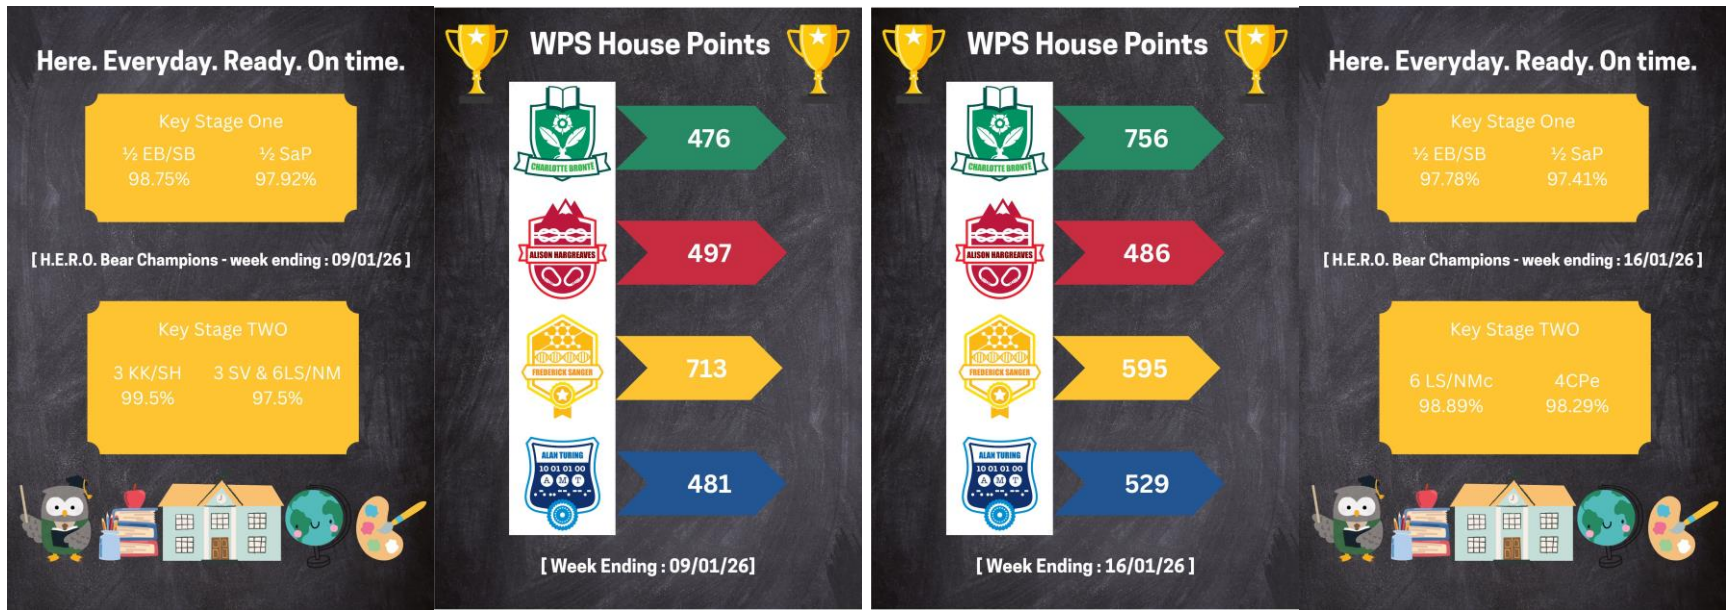 Here. Everyday. Ready. On time.
Key Stage One
½ EB/SB
98.75%
½ SaP
97.92%
[ H.E.R.O. Bear Champions - week ending : 09/01/26 ]
Key Stage TWO
3 KK/SH
99.5%
3 SV & 6LS/NM
97.5%
WPS House Points
CHARLOTTE BRONTE
476
ALISON HARGREAVES
497
FREDERICK SANGER
713
ALAN TURING
10 01 01 00
A M T
481
[ Week Ending : 09/01/26]
WPS House Points
CHARLOTTE BRONTE
756
ALISON HARGREAVES
486
FREDERICK SANGER
595
ALAN TURING
10 01 01 00
A M T
529
[ Week Ending : 16/01/26 ]
Here. Everyday. Ready. On time.
Key Stage One
½ EB/SB
97.78%
½ SaP
97.41%
[ H.E.R.O. Bear Champions - week ending : 16/01/26 ]
Key Stage TWO
6 LS/NMc
98.89%
4CPe
98.29%